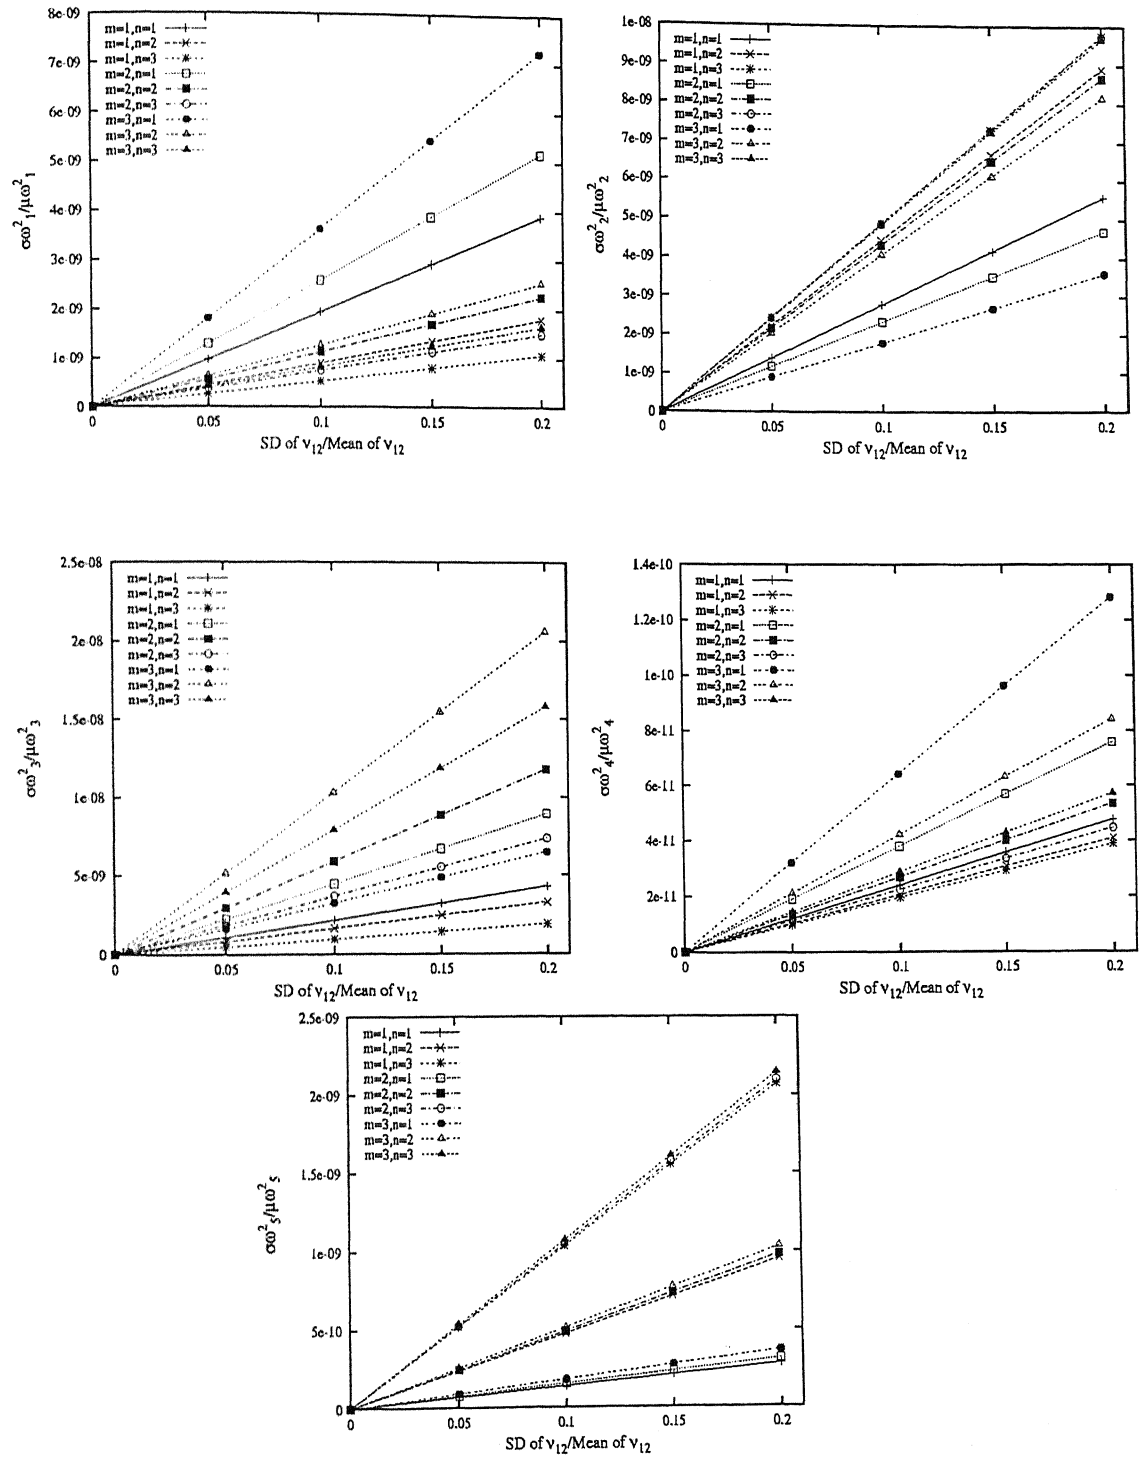 8e-09
7e-09
6e-09
5e-09
4e-09
3e-09
2e-09
1e-09
0
m=1,n=1
m=1,n=2
m=1,n=3
m=2,n=1
m=2,n=2
m=2,n=3
m=3,n=1
m=3,n=2
m=3,n=3
σω²₁/μω²₁
0 0.05 0.1 0.15 0.2
SD of ν₁₂/Mean of ν₁₂
1e-08
9e-09
8e-09
7e-09
6e-09
5e-09
4e-09
3e-09
2e-09
1e-09
0
m=1,n=1
m=1,n=2
m=1,n=3
m=2,n=1
m=2,n=2
m=2,n=3
m=3,n=1
m=3,n=2
m=3,n=3
σω²₂/μω²₂
0 0.05 0.1 0.15 0.2
SD of ν₁₂/Mean of ν₁₂
2.5e-08
2e-08
1.5e-08
1e-08
5e-09
0
m=1,n=1
m=1,n=2
m=1,n=3
m=2,n=1
m=2,n=2
m=2,n=3
m=3,n=1
m=3,n=2
m=3,n=3
σω²₃/μω²₃
0 0.05 0.1 0.15 0.2
SD of ν₁₂/Mean of ν₁₂
1.4e-10
1.2e-10
1e-10
8e-11
6e-11
4e-11
2e-11
0
m=1,n=1
m=1,n=2
m=1,n=3
m=2,n=1
m=2,n=2
m=2,n=3
m=3,n=1
m=3,n=2
m=3,n=3
σω²₄/μω²₄
0 0.05 0.1 0.15 0.2
SD of ν₁₂/Mean of ν₁₂
2.5e-09
2e-09
1.5e-09
1e-09
5e-10
0
m=1,n=1
m=1,n=2
m=1,n=3
m=2,n=1
m=2,n=2
m=2,n=3
m=3,n=1
m=3,n=2
m=3,n=3
σω²₅/μω²₅
0 0.05 0.1 0.15 0.2
SD of ν₁₂/Mean of ν₁₂